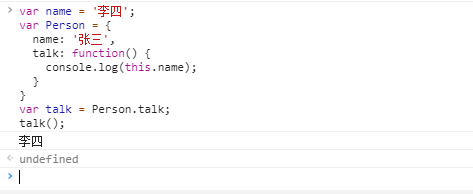 var name = '李四';
var Person = {
  name: '张三',
  talk: function() {
    console.log(this.name);
  }
}
var talk = Person.talk;
talk();
李四
undefined